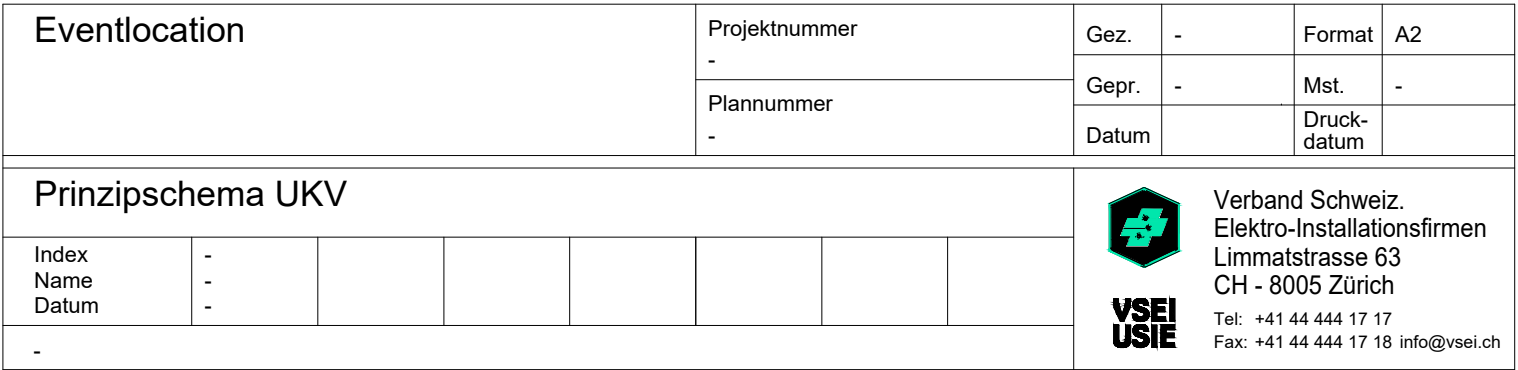 Eventlocation
Projektnummer
-
Plannummer
-
Gez. - Format A2
Gepr. - Mst. -
Datum Druck-
datum
Prinzipschema UKV
Index -
Name -
Datum -
-
Verband Schweiz.
Elektro-Installationsfirmen
Limmatstrasse 63
CH - 8005 Zürich
VSEI
USIE
Tel: +41 44 444 17 17
Fax: +41 44 444 17 18 info@vsei.ch